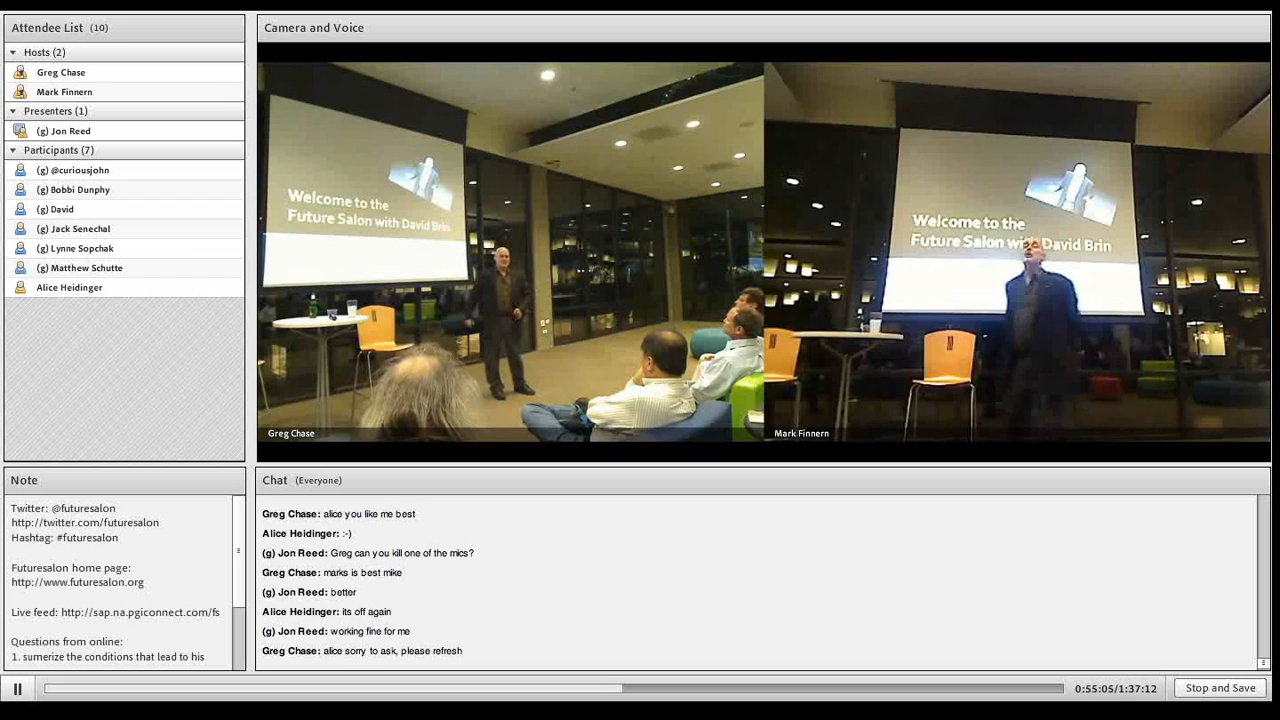 Attendee List (10)
Hosts (2)
Greg Chase
Mark Finnern
Presenters (1)
(g) Jon Reed
Participants (7)
(g) @curiousjohn
(g) Bobbi Dunphy
(g) David
(g) Jack Senechal
(g) Lynne Sopchak
(g) Matthew Schutte
Alice Heidinger
Camera and Voice
Welcome to the
Future Salon with David Brin
Greg Chase
Welcome to the
Future Salon with David Brin
Mark Finnern
Note
Twitter: @futuresalon
http://twitter.com/futuresalon
Hashtag: #futuresalon
Futuresalon home page:
http://www.futuresalon.org
Live feed: http://sap.na.pgiconnect.com/fs
Questions from online:
1. sumerize the conditions that lead to his
Chat (Everyone)
Greg Chase: alice you like me best
Alice Heidinger: :-)
(g) Jon Reed: Greg can you kill one of the mics?
Greg Chase: marks is best mike
(g) Jon Reed: better
Alice Heidinger: its off again
(g) Jon Reed: working fine for me
Greg Chase: alice sorry to ask, please refresh
0:55:05/1:37:12
Stop and Save